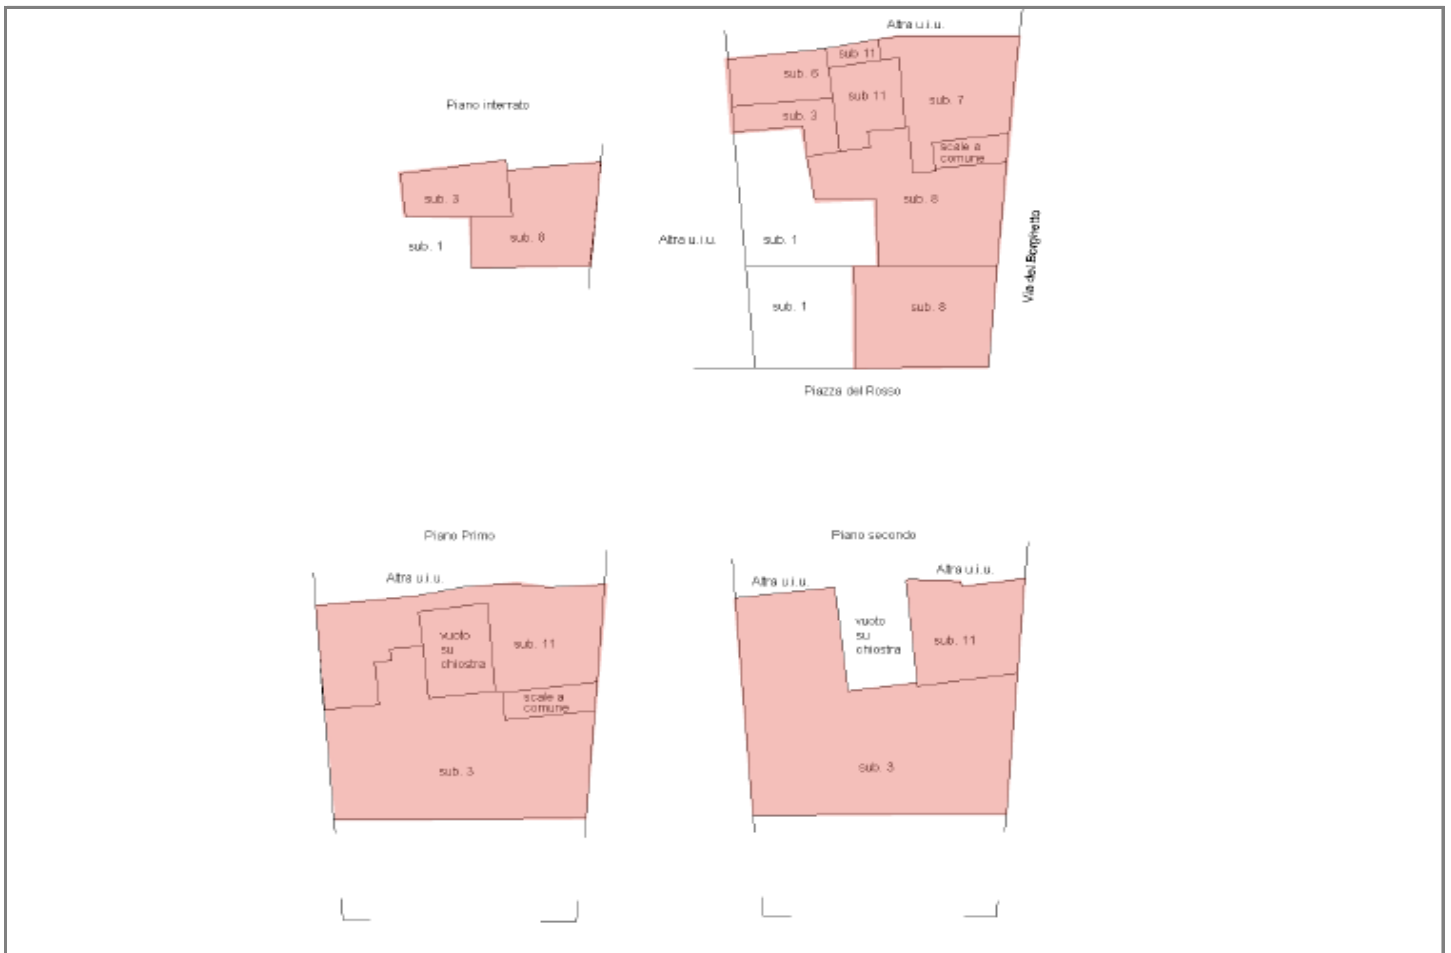 Altra u.i.u.
sub 11
sub. 6
sub 11
sub. 7
sub. 3
scale a
comune
sub. 8
Altra u.i.u.
sub. 1
Via del Borghetto
sub. 1
sub. 8
Piazza del Rosso
Piano interrato
sub. 3
sub. 8
sub. 1
Piano Primo
Altra u.i.u.
vuoto
su
chiostra
sub. 11
scale a
comune
sub. 3
Piano secondo
Altra u.i.u.
Altra u.i.u.
vuoto
su
chiostra
sub. 11
sub. 3